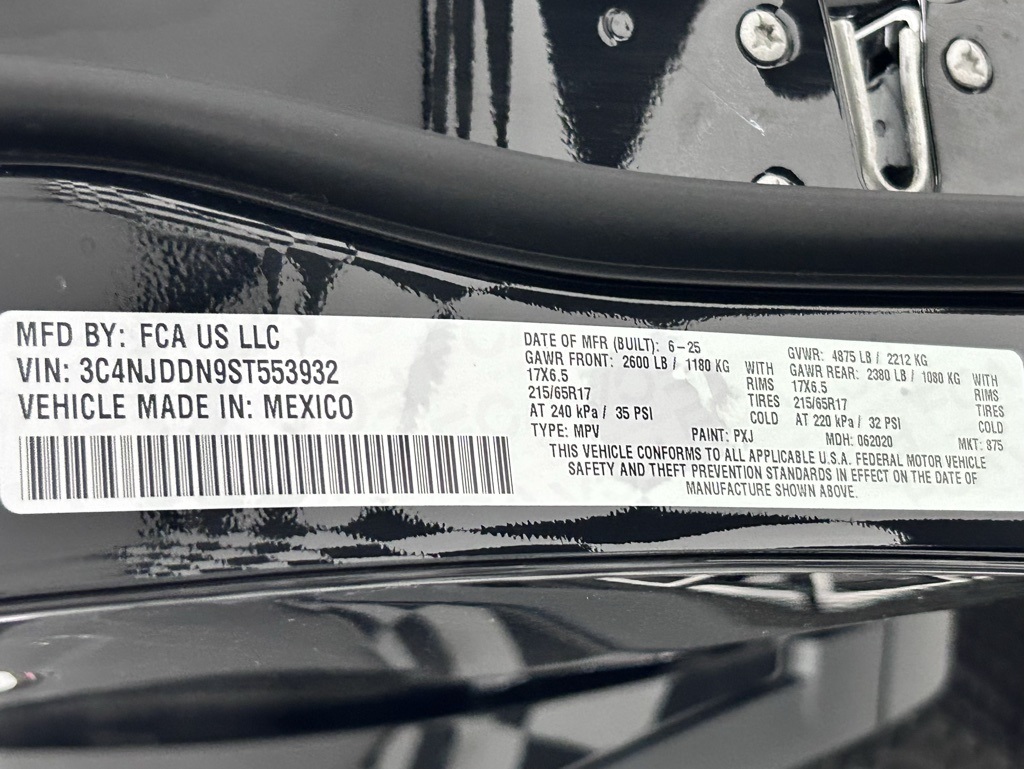 MFD BY: FCA US LLC
VIN: 3C4NJDDN9ST553932
VEHICLE MADE IN: MEXICO
DATE OF MFR (BUILT): 6-25
GVWR: 4875 LB / 2212 KG
GAWR FRONT: 2600 LB / 1180 KG WITH
GAWR REAR: 2380 LB / 1080 KG WITH
17X6.5 RIMS
17X6.5 RIMS
215/65R17 TIRES
215/65R17 TIRES
AT 240 kPa / 35 PSI COLD
AT 220 kPa / 32 PSI COLD
TYPE: MPV PAINT: PXJ MDH: 062020 MKT: 875
THIS VEHICLE CONFORMS TO ALL APPLICABLE U.S.A. FEDERAL MOTOR VEHICLE
SAFETY AND THEFT PREVENTION STANDARDS IN EFFECT ON THE DATE OF
MANUFACTURE SHOWN ABOVE.